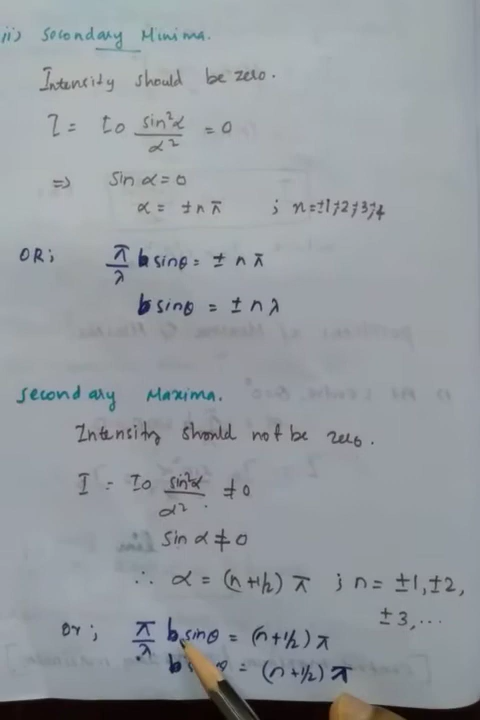 ii) Secondary Minima.
Intensity should be zero.
I = Io sin²α/α² = 0
=> Sin α = 0
α = ± n π ; n = ±1,2,3,4
OR; π/λ b sinθ = ± n π
b sinθ = ± n λ
Secondary Maxima.
Intensity should not be zero.
I = Io sin²α/α² ≠ 0
Sin α ≠ 0
∴ α = (n+1/2) π ; n = ±1, ±2,
±3, ...
Or; π/λ b sinθ = (n+1/2) π
b = (n+1/2) π